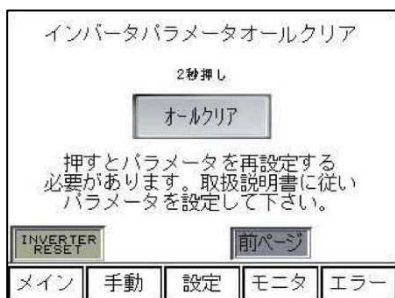 インバータパラメータオールクリア
2秒押し
オールクリア
押すとパラメータを再設定する
必要があります。取扱説明書に従い
パラメータを設定して下さい。
INVERTER
RESET
前ページ
メイン 手動 設定 モニタ エラー